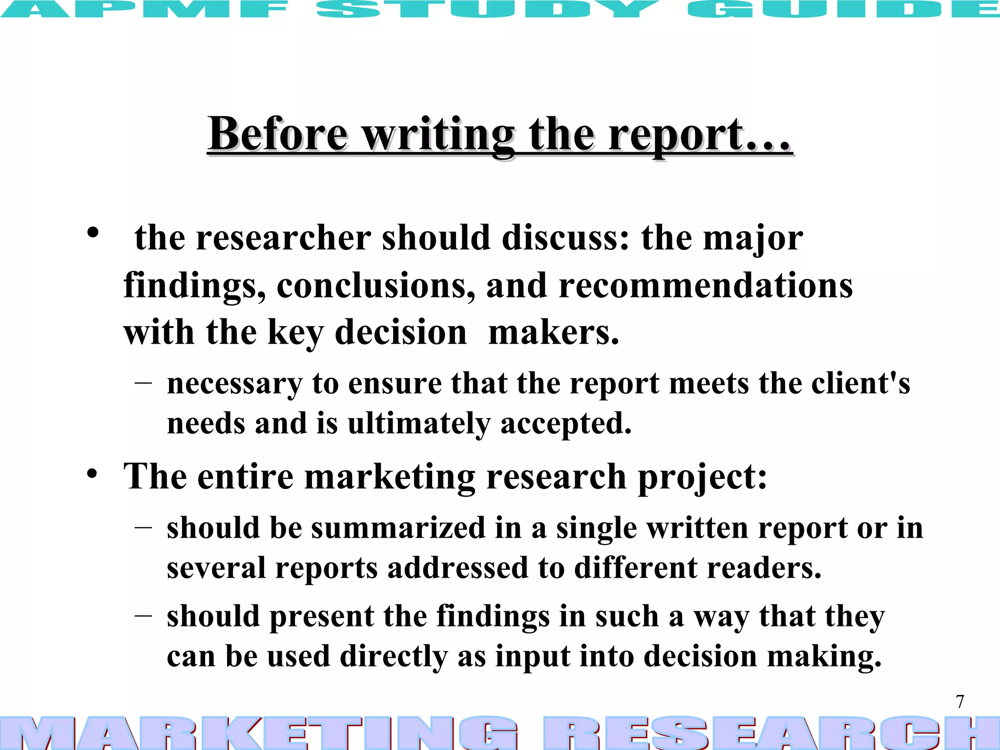 APMF STUDY GUIDE
Before writing the report…
• the researcher should discuss: the major
findings, conclusions, and recommendations
with the key decision  makers.
– necessary to ensure that the report meets the client's
needs and is ultimately accepted.
• The entire marketing research project:
– should be summarized in a single written report or in
several reports addressed to different readers.
– should present the findings in such a way that they
can be used directly as input into decision making.
7
MARKETING RESEARCH